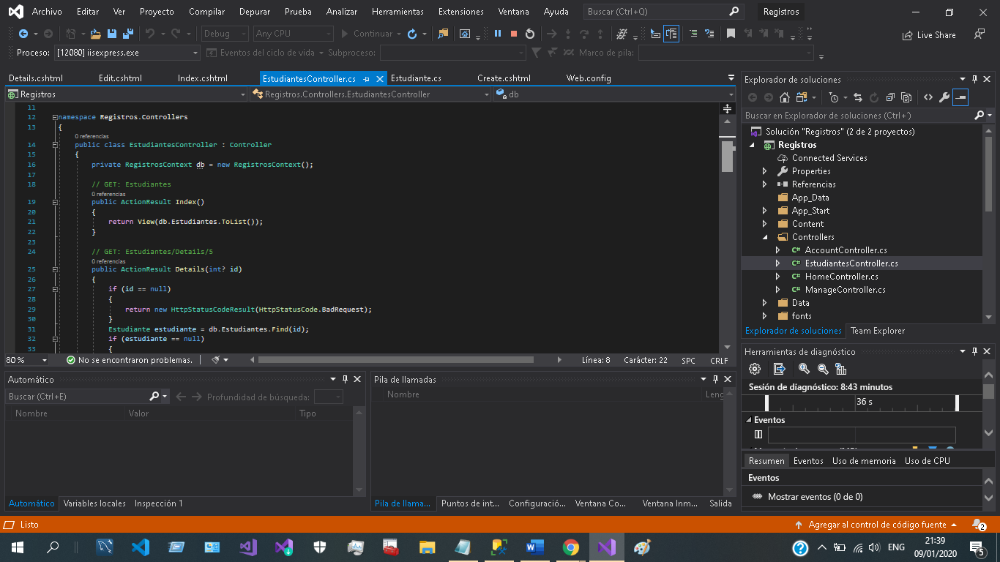 Archivo Editar Ver Proyecto Compilar Depurar Prueba Analizar Herramientas Extensiones Ventana Ayuda Buscar (Ctrl+Q) Registros
Debug Any CPU Continuar Live Share
Proceso: [12080] iisexpress.exe Eventos del ciclo de vida Subproceso: Marco de pila:
Details.cshtml Edit.cshtml Index.cshtml EstudiantesController.cs Estudiante.cs Create.cshtml Web.config
Registros Registros.Controllers.EstudiantesController db
11
12 namespace Registros.Controllers
13 {
0 referencias
14 public class EstudiantesController : Controller
15 {
16 private RegistrosContext db = new RegistrosContext();
17
18 // GET: Estudiantes
0 referencias
19 public ActionResult Index()
20 {
21 return View(db.Estudiantes.ToList());
22 }
23
24 // GET: Estudiantes/Details/5
0 referencias
25 public ActionResult Details(int? id)
26 {
27 if (id == null)
28 {
29 return new HttpStatusCodeResult(HttpStatusCode.BadRequest);
30 }
31 Estudiante estudiante = db.Estudiantes.Find(id);
32 if (estudiante == null)
33 {
80 % No se encontraron problemas. Línea: 8 Carácter: 22 SPC CRLF
Explorador de soluciones
Buscar en Explorador de soluciones (Ctrl+´)
Solución "Registros" (2 de 2 proyectos)
Registros
Connected Services
Properties
Referencias
App_Data
App_Start
Content
Controllers
C# AccountController.cs
C# EstudiantesController.cs
C# HomeController.cs
C# ManageController.cs
Data
fonts
Explorador de soluciones Team Explorer
Automático
Buscar (Ctrl+E) Profundidad de búsqueda:
Nombre Valor Tipo
Automático Variables locales Inspección 1
Pila de llamadas
Nombre Leng
Pila de llama... Puntos de int... Configuració... Ventana Co... Ventana Inm... Salida
Herramientas de diagnóstico
Sesión de diagnóstico: 8:43 minutos
36 s
Eventos
Resumen Eventos Uso de memoria Uso de CPU
Eventos
Mostrar eventos (0 de 0)
Listo Agregar al control de código fuente 2
ENG 21:39
09/01/2020 5